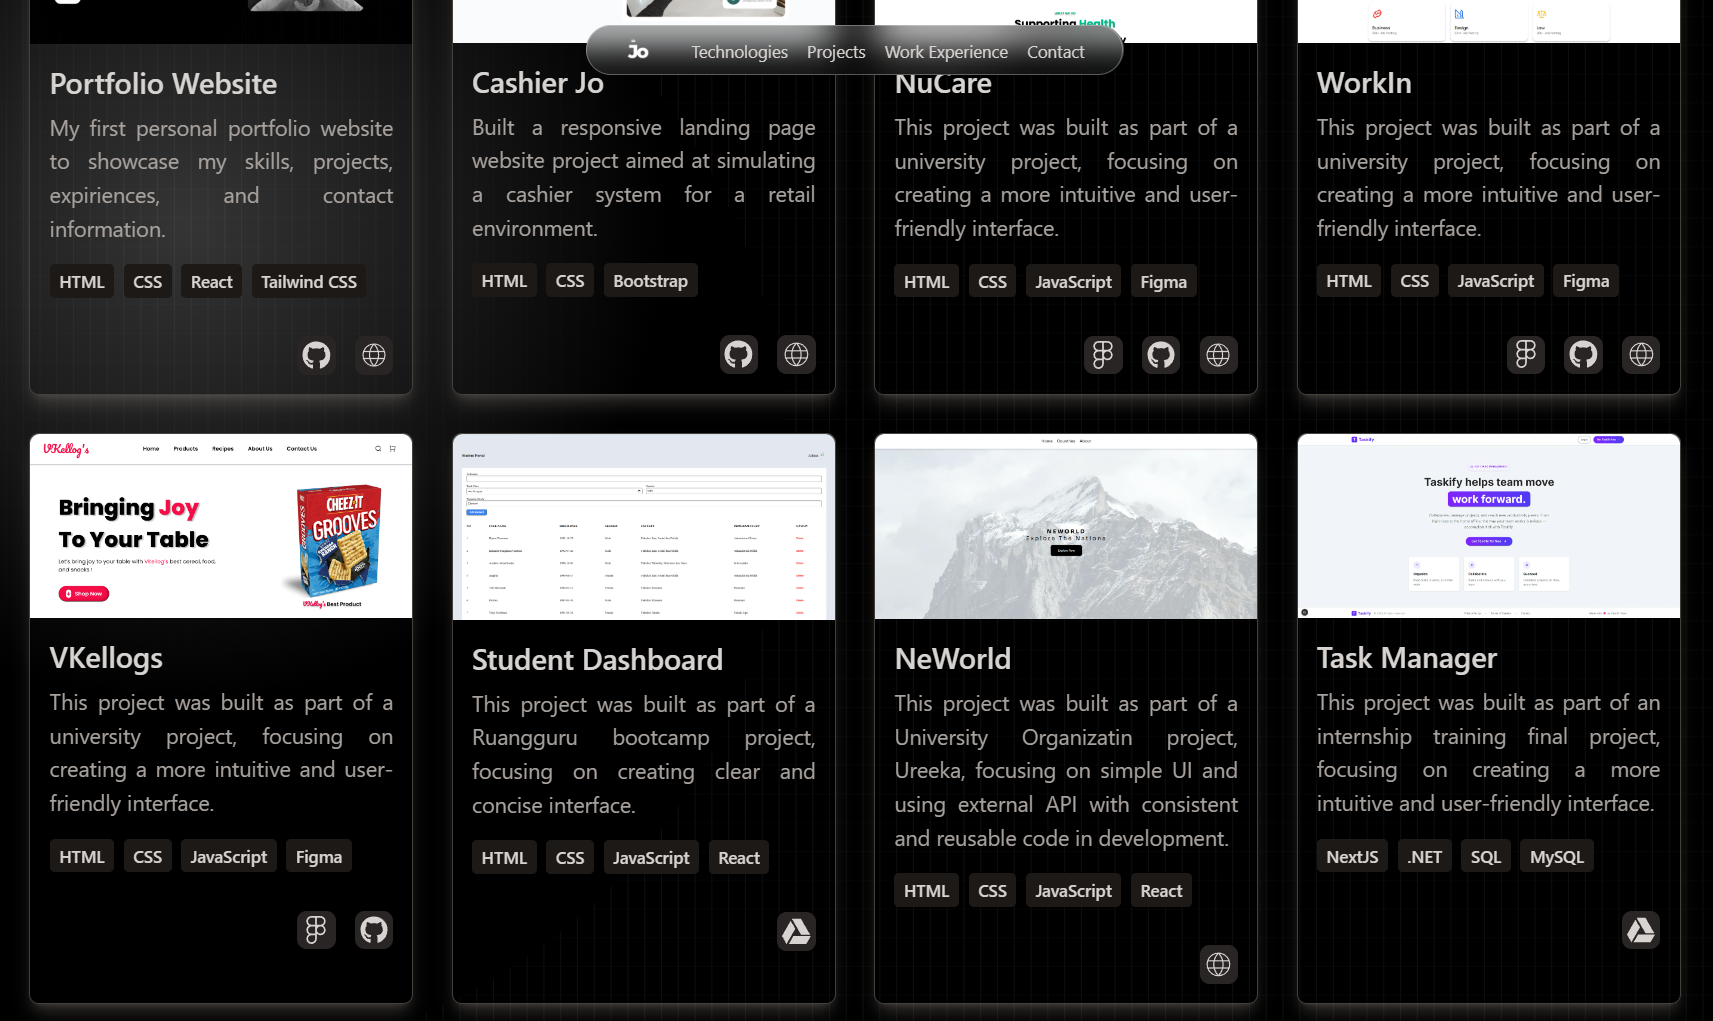 Supporting Health
Business
Design
Law
Jo
Technologies
Projects
Work Experience
Contact
Portfolio Website
My first personal portfolio website
to showcase my skills, projects,
expiriences, and contact
information.
HTML
CSS
React
Tailwind CSS
Cashier Jo
Built a responsive landing page
website project aimed at simulating
a cashier system for a retail
environment.
HTML
CSS
Bootstrap
NuCare
This project was built as part of a
university project, focusing on
creating a more intuitive and user-
friendly interface.
HTML
CSS
JavaScript
Figma
WorkIn
This project was built as part of a
university project, focusing on
creating a more intuitive and user-
friendly interface.
HTML
CSS
JavaScript
Figma
VKellog's
Home
Products
Recipes
About Us
Contact Us
Bringing Joy
To Your Table
Let's bring joy to your table with VKellog's best cereal, food,
and snacks !
Shop Now
CHEEZ-IT
GROOVES
VKellog's Best Product
VKellogs
This project was built as part of a
university project, focusing on
creating a more intuitive and user-
friendly interface.
HTML
CSS
JavaScript
Figma
Student Dashboard
This project was built as part of a
Ruangguru bootcamp project,
focusing on creating clear and
concise interface.
HTML
CSS
JavaScript
React
Home
Countries
About
NEWORLD
Explore The Nations
Explore Now
NeWorld
This project was built as part of a
University Organizatin project,
Ureeka, focusing on simple UI and
using external API with consistent
and reusable code in development.
HTML
CSS
JavaScript
React
Taskify
Taskify helps team move
work forward.
Taskify
Task Manager
This project was built as part of an
internship training final project,
focusing on creating a more
intuitive and user-friendly interface.
NextJS
.NET
SQL
MySQL